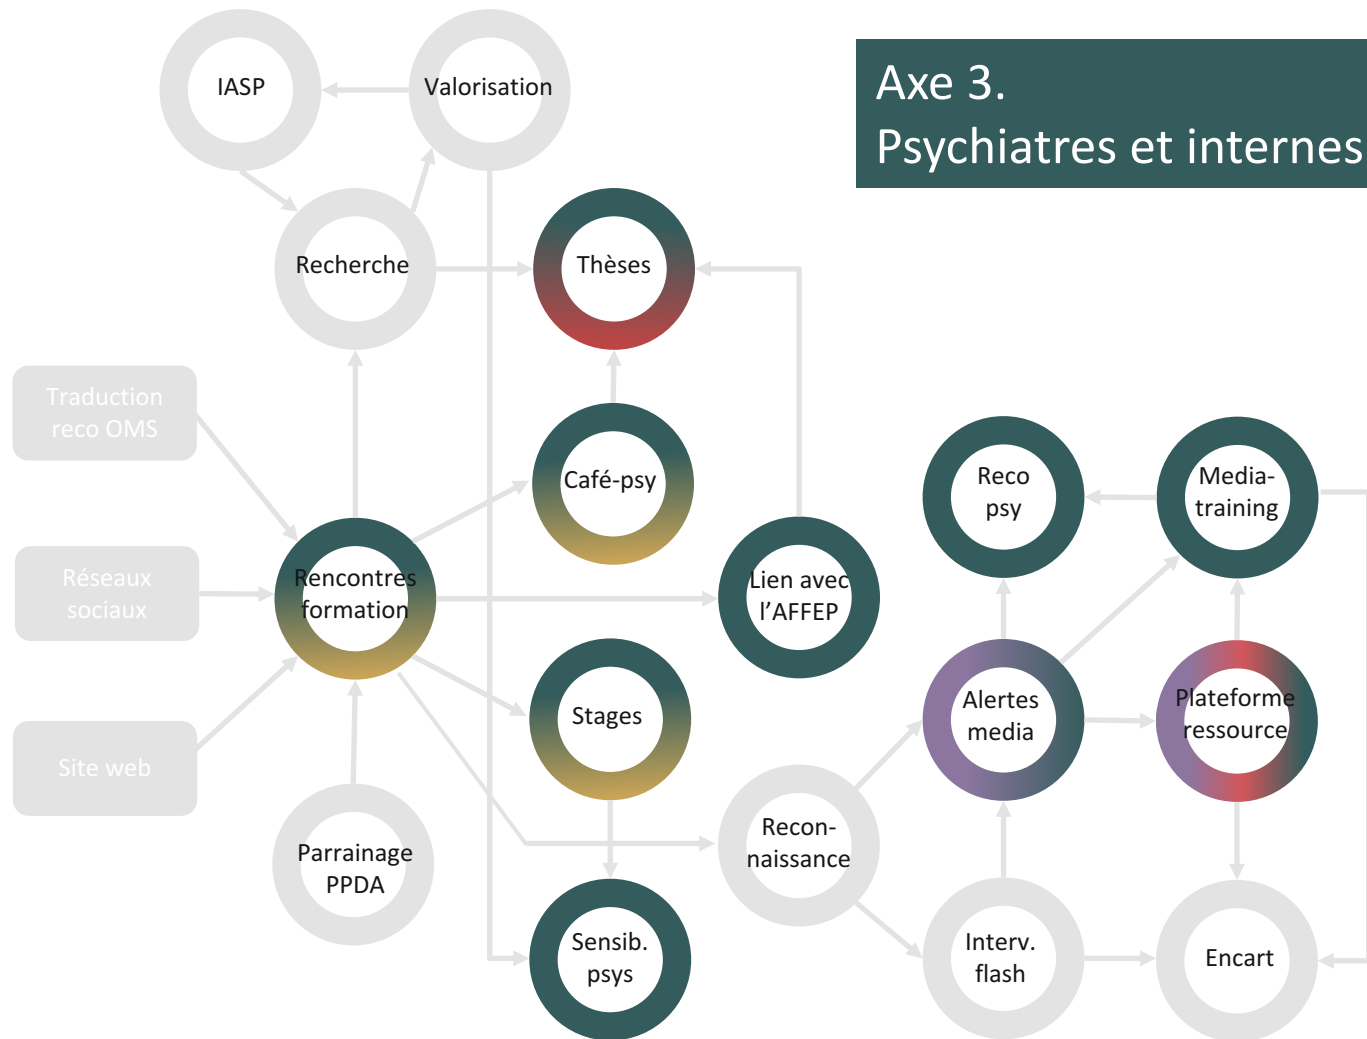 Axe 3.
Psychiatres et internes
IASP
Valorisation
Recherche
Thèses
Traduction
reco OMS
Café-psy
Reco
psy
Media-
training
Réseaux
sociaux
Rencontres
formation
Lien avec
l'AFFEP
Stages
Alertes
media
Plateforme
ressource
Site web
Parrainage
PPDA
Recon-
naissance
Sensib.
psys
Interv.
flash
Encart